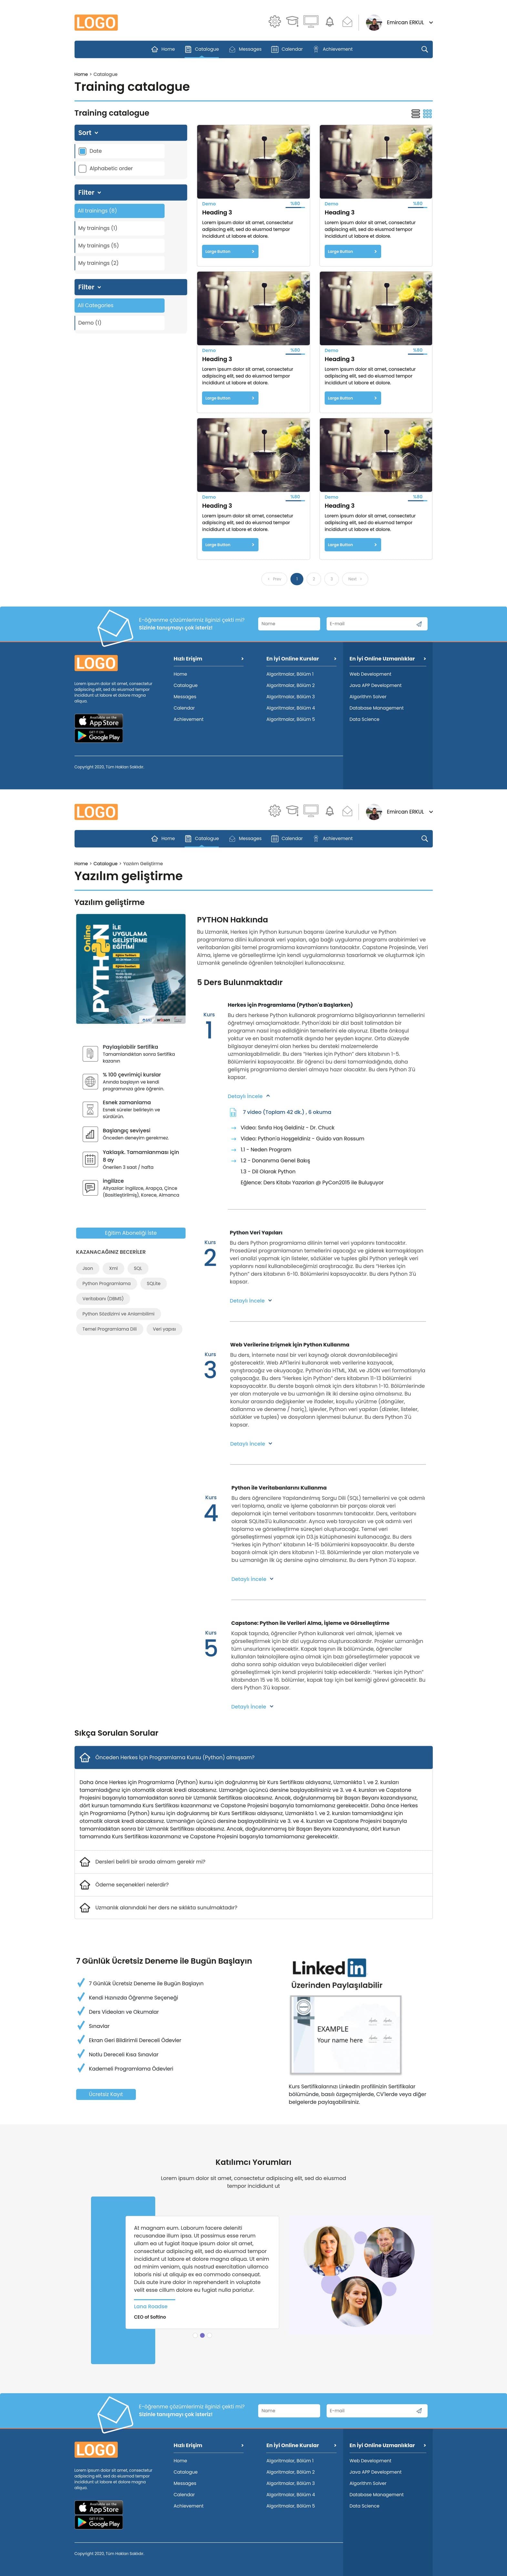 LOGO
Emircan ERKUL
Home
Catalogue
Messages
Calendar
Achievement
Home > Catalogue
Training catalogue
Training catalogue
Sort
Date
Alphabetic order
Filter
All trainings (8)
My trainings (1)
My trainings (5)
My trainings (2)
Filter
All Categories
Demo (1)
Demo
%80
Heading 3
Lorem ipsum dolor sit amet, consectetur
adipiscing elit, sed do eiusmod tempor
incididunt ut labore et dolore.
Large Button
Demo
%80
Heading 3
Lorem ipsum dolor sit amet, consectetur
adipiscing elit, sed do eiusmod tempor
incididunt ut labore et dolore.
Large Button
Demo
%80
Heading 3
Lorem ipsum dolor sit amet, consectetur
adipiscing elit, sed do eiusmod tempor
incididunt ut labore et dolore.
Large Button
Demo
%80
Heading 3
Lorem ipsum dolor sit amet, consectetur
adipiscing elit, sed do eiusmod tempor
incididunt ut labore et dolore.
Large Button
Demo
%80
Heading 3
Lorem ipsum dolor sit amet, consectetur
adipiscing elit, sed do eiusmod tempor
incididunt ut labore et dolore.
Large Button
Demo
%80
Heading 3
Lorem ipsum dolor sit amet, consectetur
adipiscing elit, sed do eiusmod tempor
incididunt ut labore et dolore.
Large Button
< Prev
1
2
3
Next >
E-öğrenme çözümlerimiz ilginizi çekti mi?
Sizinle tanışmayı çok isteriz!
Name
E-mail
LOGO
Lorem ipsum dolor sit amet, consectetur
adipiscing elit, sed do eiusmod tempor
incididunt ut labore et dolore magna
aliqua.
App Store
GET IT ON
Google Play
Hızlı Erişim
Home
Catalogue
Messages
Calendar
Achievement
En İyi Online Kurslar
Algoritmalar, Bölüm 1
Algoritmalar, Bölüm 2
Algoritmalar, Bölüm 3
Algoritmalar, Bölüm 4
Algoritmalar, Bölüm 5
En İyi Online Uzmanlıklar
Web Development
Java APP Development
Algorithm Solver
Database Management
Data Science
Copyright 2020, Tüm Hakları Saklıdır.
LOGO
Emircan ERKUL
Home
Catalogue
Messages
Calendar
Achievement
Home > Catalogue > Yazılım Geliştirme
Yazılım geliştirme
Yazılım geliştirme
Online
PYTHON
İLE
UYGULAMA
GELİŞTİRME
EĞİTİMİ
Paylaşılabilir Sertifika
Tamamlandıktan sonra Sertifika
kazanın
% 100 çevrimiçi kurslar
Anında başlayın ve kendi
programınıza göre öğrenin.
Esnek zamanlama
Esnek süreler belirleyin ve
sürdürün.
Başlangıç seviyesi
Önceden deneyim gerekmez.
Yaklaşık. Tamamlanması için
8 ay
Önerilen 3 saat / hafta
ingilizce
Altyazılar: İngilizce, Arapça, Çince
(Basitleştirilmiş), Korece, Almanca
Eğitim Aboneliği İste
KAZANACAĞINIZ BECERİLER
Json
Xml
SQL
Python Programlama
SQLite
Veritabanı (DBMS)
Python Sözdizimi ve Anlambilimi
Temel Programlama Dili
Veri yapısı
PYTHON Hakkında
Bu Uzmanlık, Herkes için Python kursunun başarısı üzerine kuruludur ve Python
programlama dilini kullanarak veri yapıları, ağa bağlı uygulama programı arabirimleri ve
veritabanları gibi temel programlama kavramlarını tanıtacaktır. Capstone Projesinde, Veri
Alma, işleme ve görselleştirme için kendi uygulamalarınızı tasarlamak ve oluşturmak için
Uzmanlık genelinde öğrenilen teknolojileri kullanacaksınız.
5 Ders Bulunmaktadır
Kurs
1
Herkes için Programlama (Python'a Başlarken)
Bu ders herkese Python kullanarak programlama bilgisayarlarının temellerini
öğretmeyi amaçlamaktadır. Python'daki bir dizi basit talimattan bir
programın nasıl inşa edildiğinin temellerini ele alıyoruz. Elbette önkoşul
yoktur ve en basit matematik dışında her şeyden kaçınır. Orta düzeyde
bilgisayar deneyimi olan herkes bu dersteki malzemelerde
uzmanlaşabilmelidir. Bu ders “Herkes için Python” ders kitabının 1-5.
Bölümlerini kapsayacaktır. Bir öğrenci bu dersi tamamladığında, daha
gelişmiş programlama dersleri almaya hazır olacaktır. Bu ders Python 3'ü
kapsar.
Detaylı İncele
7 video (Toplam 42 dk.) , 6 okuma
Video: Sınıfa Hoş Geldiniz - Dr. Chuck
Video: Python'a Hoşgeldiniz - Guido van Rossum
1.1 - Neden Program
1.2 - Donanıma Genel Bakış
1.3 - Dil Olarak Python
Eğlence: Ders Kitabı Yazarları @ PyCon2015 ile Buluşuyor
Kurs
2
Python Veri Yapıları
Bu ders Python programlama dilinin temel veri yapılarını tanıtacaktır.
Prosedürel programlamanın temellerini aşacağız ve giderek karmaşıklaşan
veri analizi yapmak için listeler, sözlükler ve tuples gibi Python yerleşik veri
yapılarını nasıl kullanabileceğimizi keşfedeceğiz. Bu ders “Herkes için
Python” ders kitabının 6-10. Bölümlerini kapsayacaktır. Bu ders Python 3'ü
kapsar.
Detaylı İncele
Kurs
3
Web Verilerine Erişmek için Python Kullanma
Bu ders, İnternete nasıl bir veri kaynağı olarak davranılabileceğini
gösterecektir. Web API'lerini kullanarak web verilerine kazıyacak,
ayrıştıracağız ve okuyacağız. Python'da HTML, XML ve JSON veri formatlarıyla
çalışacağız. Bu ders “Herkes için Python” ders kitabının 11-13 bölümlerini
kapsayacaktır. Bu derste başarılı olmak için ders kitabının 1-10. Bölümlerinde
yer alan materyale ve bu uzmanlığın ilk iki dersine aşina olmalısınız. Bu
konular arasında değişkenler ve ifadeler, koşullu yürütme (döngüler,
dallanma ve deneme / hariç), işlevler, Python veri yapıları (dizeler, listeler,
sözlükler ve tuples) ve dosyaların işlenmesi bulunur. Bu ders Python 3'ü
kapsar.
Detaylı İncele
Kurs
4
Python ile Veritabanlarını Kullanma
Bu ders öğrencilere Yapılandırılmış Sorgu Dili (SQL) temellerini ve çok adımlı
veri toplama, analiz ve işleme çabalarının bir parçası olarak veri
depolamak için temel veritabanı tasarımını tanıtacaktır. Ders, veritabanı
olarak SQLite3'ü kullanacaktır. Ayrıca web tarayıcıları ve çok adımlı veri
toplama ve görselleştirme süreçleri oluşturacağız. Temel veri
görselleştirmesi yapmak için D3.js kütüphanesini kullanacağız. Bu ders
“Herkes için Python” kitabının 14-15 bölümlerini kapsayacaktır. Bu derste
başarılı olmak için ders kitabının 1-13. Bölümlerinde yer alan materyale ve
bu uzmanlığın ilk üç dersine aşina olmalısınız. Bu ders Python 3'ü kapsar.
Detaylı İncele
Kurs
5
Capstone: Python ile Verileri Alma, İşleme ve Görselleştirme
Kapak taşında, öğrenciler Python kullanarak veri almak, işlemek ve
görselleştirmek için bir dizi uygulama oluşturacaklardır. Projeler uzmanlığın
tüm unsurlarını içerecektir. Kapak taşının ilk bölümünde, öğrenciler
kullanılan teknolojilere aşina olmak için bazı görselleştirmeler yapacak ve
daha sonra sahip oldukları veya bulabilecekleri diğer verileri
görselleştirmek için kendi projelerini takip edeceklerdir. “Herkes için Python”
kitabından 15 ve 16. bölümler, kapak taşı için bel kemiği görevi görecektir. Bu
ders Python 3'ü kapsar.
Detaylı İncele
Sıkça Sorulan Sorular
Önceden Herkes İçin Programlama Kursu (Python) almışsam?
Daha önce Herkes için Programlama (Python) kursu için doğrulanmış bir Kurs Sertifikası aldıysanız, Uzmanlıkta 1. ve 2. kursları
tamamladığınız için otomatik olarak kredi alacaksınız. Uzmanlığın üçüncü dersine başlayabilirsiniz ve 3. ve 4. kursları ve Capstone
Projesini başarıyla tamamladıktan sonra bir Uzmanlık Sertifikası alacaksınız. Ancak, doğrulanmamış bir Başarı Beyanı kazandıysanız,
dört kursun tamamında Kurs Sertifikası kazanmanız ve Capstone Projesini başarıyla tamamlamanız gerekecektir. Daha önce Herkes
için Programlama (Python) kursu için doğrulanmış bir Kurs Sertifikası aldıysanız, Uzmanlıkta 1. ve 2. kursları tamamladığınız için
otomatik olarak kredi alacaksınız. Uzmanlığın üçüncü dersine başlayabilirsiniz ve 3. ve 4. kursları ve Capstone Projesini başarıyla
tamamladıktan sonra bir Uzmanlık Sertifikası alacaksınız. Ancak, doğrulanmamış bir Başarı Beyanı kazandıysanız, dört kursun
tamamında Kurs Sertifikası kazanmanız ve Capstone Projesini başarıyla tamamlamanız gerekecektir.
Dersleri belirli bir sırada almam gerekir mi?
Ödeme seçenekleri nelerdir?
Uzmanlık alanındaki her ders ne sıklıkta sunulmaktadır?
7 Günlük Ücretsiz Deneme ile Bugün Başlayın
7 Günlük Ücretsiz Deneme ile Bugün Başlayın
Kendi Hızınızda Öğrenme Seçeneği
Ders Videoları ve Okumalar
Sınavlar
Ekran Geri Bildirimli Dereceli Ödevler
Notlu Dereceli Kısa Sınavlar
Kademeli Programlama Ödevleri
Ücretsiz Kayıt
Linked in
Üzerinden Paylaşılabilir
EXAMPLE
Your name here
Kurs Sertifikalarınızı LinkedIn profilinizin Sertifikalar
bölümünde, basılı özgeçmişlerde, CV'lerde veya diğer
belgelerde paylaşabilirsiniz.
Katılımcı Yorumları
Lorem ipsum dolor sit amet, consectetur adipiscing elit, sed do eiusmod
tempor incididunt ut
At magnam eum. Laborum facere deleniti
recusandae illum ipsa. Ut possimus esse rerum
ullam ea ut fugiat itaque ipsum dolor sit amet,
consectetur adipiscing elit, sed do eiusmod tempor
incididunt ut labore et dolore magna aliqua. Ut enim
ad minim veniam, quis nostrud exercitation ullamco
laboris nisi ut aliquip ex ea commodo consequat.
Duis aute irure dolor in reprehenderit in voluptate
velit esse cillum dolore eu fugiat nulla pariatur.
Lana Roadse
CEO of Softino
E-öğrenme çözümlerimiz ilginizi çekti mi?
Sizinle tanışmayı çok isteriz!
Name
E-mail
LOGO
Lorem ipsum dolor sit amet, consectetur
adipiscing elit, sed do eiusmod tempor
incididunt ut labore et dolore magna
aliqua.
App Store
GET IT ON
Google Play
Hızlı Erişim
Home
Catalogue
Messages
Calendar
Achievement
En İyi Online Kurslar
Algoritmalar, Bölüm 1
Algoritmalar, Bölüm 2
Algoritmalar, Bölüm 3
Algoritmalar, Bölüm 4
Algoritmalar, Bölüm 5
En İyi Online Uzmanlıklar
Web Development
Java APP Development
Algorithm Solver
Database Management
Data Science
Copyright 2020, Tüm Hakları Saklıdır.